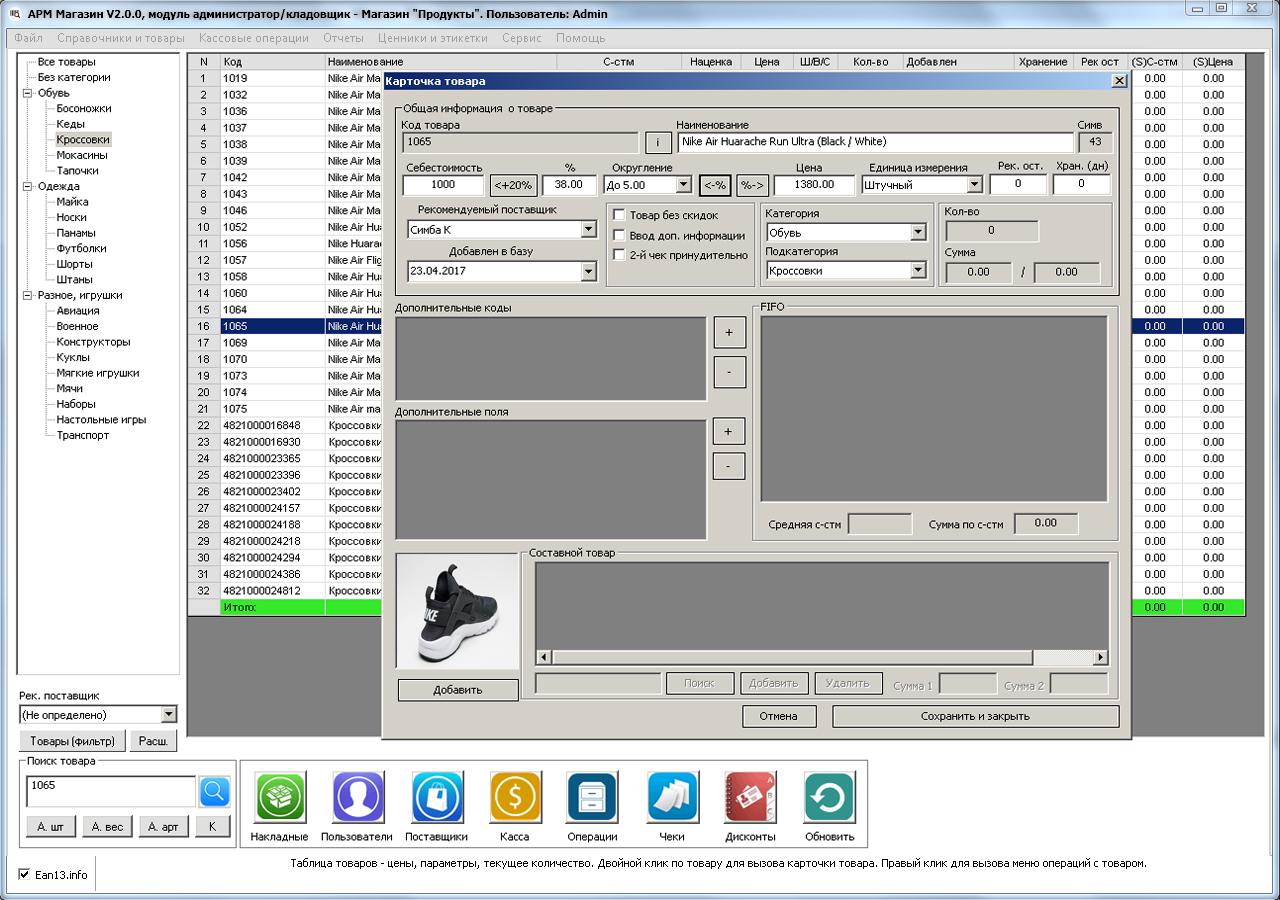 АРМ Магазин V2.0.0, модуль администратор/кладовщик - Магазин "Продукты". Пользователь: Admin
Файл Справочники и товары Кассовые операции Отчеты Ценники и этикетки Сервис Помощь
Все товары
Без категории
Обувь
Босоножки
Кеды
Кроссовки
Мокасины
Тапочки
Одежда
Майка
Носки
Панамы
Футболки
Шорты
Штаны
Разное, игрушки
Авиация
Военное
Конструкторы
Куклы
Мягкие игрушки
Мячи
Наборы
Настольные игры
Транспорт
N Код Наименование С-стм Наценка Цена Ш/В/С Кол-во Добавлен Хранение Рек ост (S)С-стм (S)Цена
1 1019 Nike Air Ma 0.00 0.00
2 1032 Nike Air Ma 0.00 0.00
3 1036 Nike Air Ma 0.00 0.00
4 1037 Nike Air Ma 0.00 0.00
5 1038 Nike Air Ma 0.00 0.00
6 1039 Nike Air Ma 0.00 0.00
7 1042 Nike Air Ma 0.00 0.00
8 1043 Nike Air Ma 0.00 0.00
9 1046 Nike Air Ma 0.00 0.00
10 1052 Nike Air Hu 0.00 0.00
11 1056 Nike Huarac 0.00 0.00
12 1057 Nike Air Flig 0.00 0.00
13 1058 Nike Air Hu 0.00 0.00
14 1060 Nike Air Hu 0.00 0.00
15 1064 Nike Air Hu 0.00 0.00
16 1065 Nike Air Hu 0.00 0.00
17 1069 Nike Air Ma 0.00 0.00
18 1070 Nike Air Ma 0.00 0.00
19 1073 Nike Air Ma 0.00 0.00
20 1074 Nike Air Ma 0.00 0.00
21 1075 Nike Air ma 0.00 0.00
22 4821000016848 Кроссовки 0.00 0.00
23 4821000016930 Кроссовки 0.00 0.00
24 4821000023365 Кроссовки 0.00 0.00
25 4821000023396 Кроссовки 0.00 0.00
26 4821000023402 Кроссовки 0.00 0.00
27 4821000024157 Кроссовки 0.00 0.00
28 4821000024188 Кроссовки 0.00 0.00
29 4821000024218 Кроссовки 0.00 0.00
30 4821000024294 Кроссовки 0.00 0.00
31 4821000024386 Кроссовки 0.00 0.00
32 4821000024812 Кроссовки 0.00 0.00
Итого: 0.00 0.00
Карточка товара
Общая информация о товаре
Код товара Наименование Симв
1065 i Nike Air Huarache Run Ultra (Black / White) 43
Себестоимость % Округление Цена Единица измерения Рек. ост. Хран. (дн)
1000 <+20% 38.00 До 5.00 <-% %-> 1380.00 Штучный 0 0
Рекомендуемый поставщик
Симба К
Добавлен в базу
23.04.2017
Товар без скидок
Ввод доп. информации
2-й чек принудительно
Категория
Обувь
Подкатегория
Кроссовки
Кол-во
0
Сумма
0.00 / 0.00
Дополнительные коды
+
-
Дополнительные поля
+
-
FIFO
Средняя с-стм Сумма по с-стм 0.00
NIKE
Добавить
Составной товар
Поиск Добавить Удалить Сумма 1 Сумма 2
Отмена Сохранить и закрыть
Рек. поставщик
(Не определено)
Товары (фильтр) Расш.
Поиск товара
1065
А. шт А. вес А. арт К
Накладные Пользователи Поставщики Касса Операции Чеки Дисконты Обновить
Ean13.info
Таблица товаров - цены, параметры, текущее количество. Двойной клик по товару для вызова карточки товара. Правый клик для вызова меню операций с товаром.